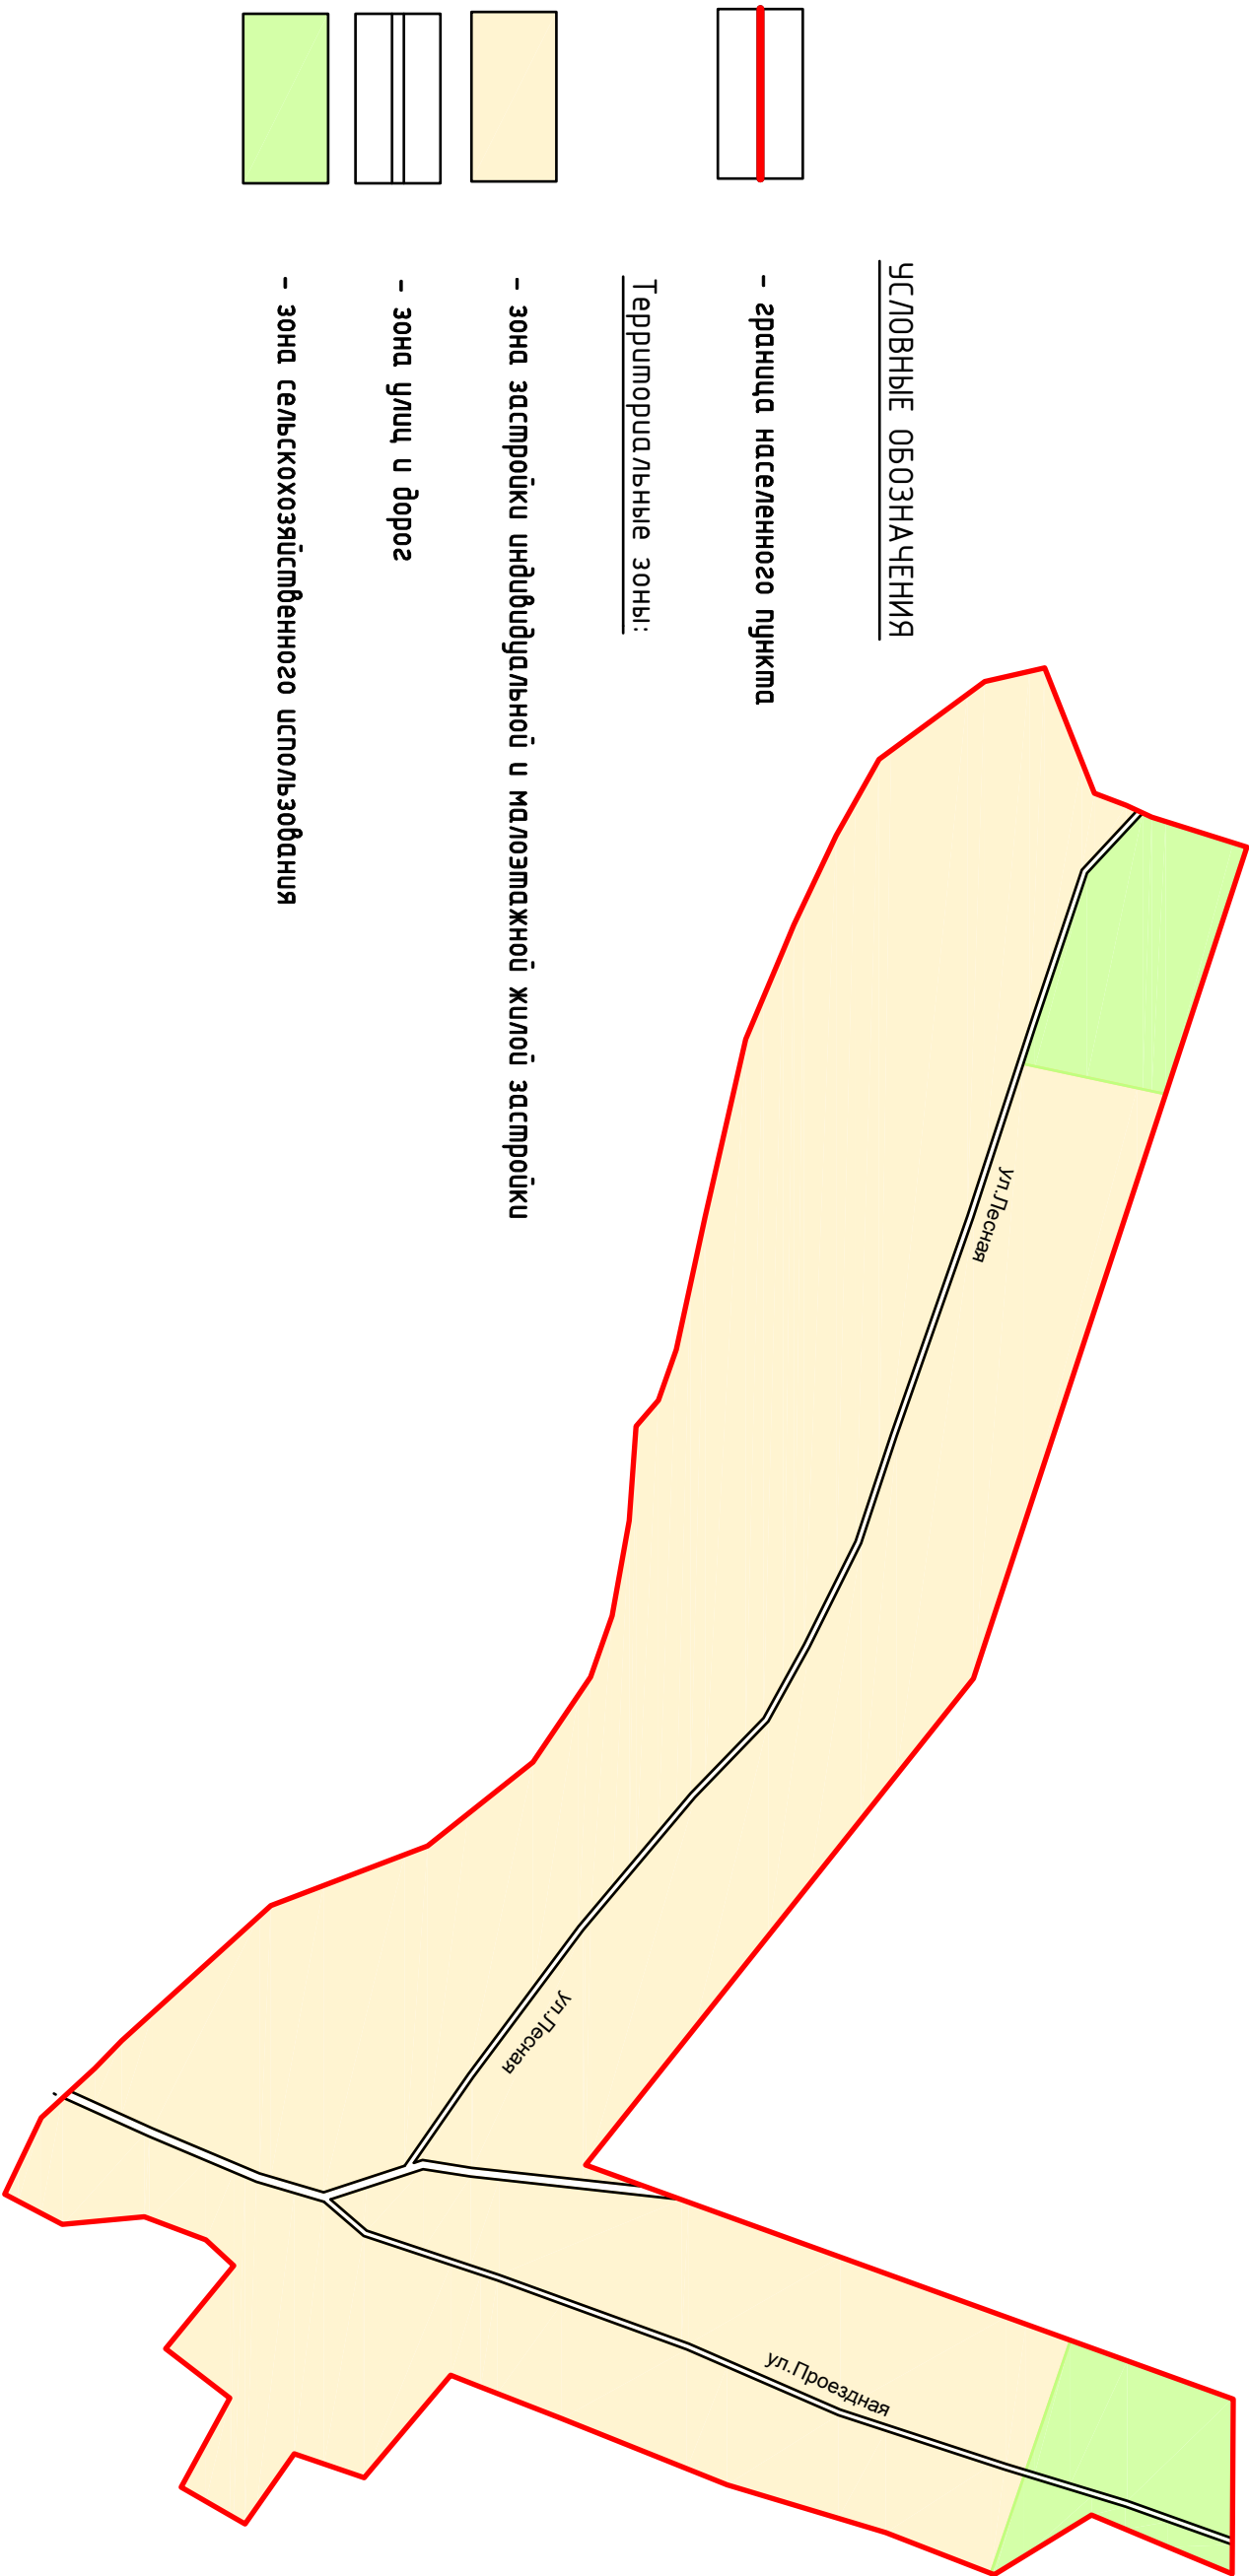 УСЛОВНЫЕ ОБОЗНАЧЕНИЯ
- граница населенного пункта
Территориальные зоны:
- зона застройки индивидуальной и малоэтажной жилой застройки
- зона улиц и дорог
- зона сельскохозяйственного использования
ул.Лесная
ул.Лесная
ул.Проездная